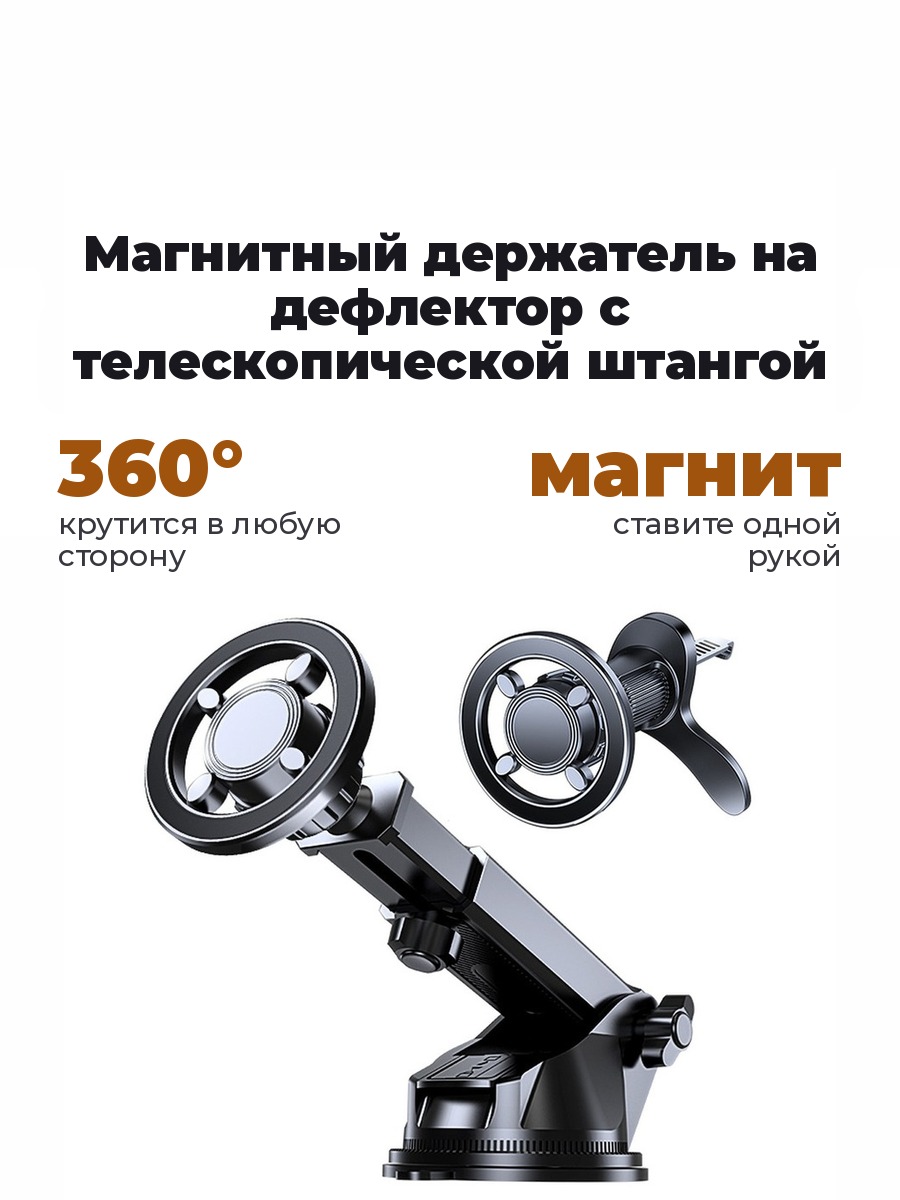 Магнитный держатель на
дефлектор с
телескопической штангой
360°
крутится в любую
сторону
магнит
ставите одной
рукой